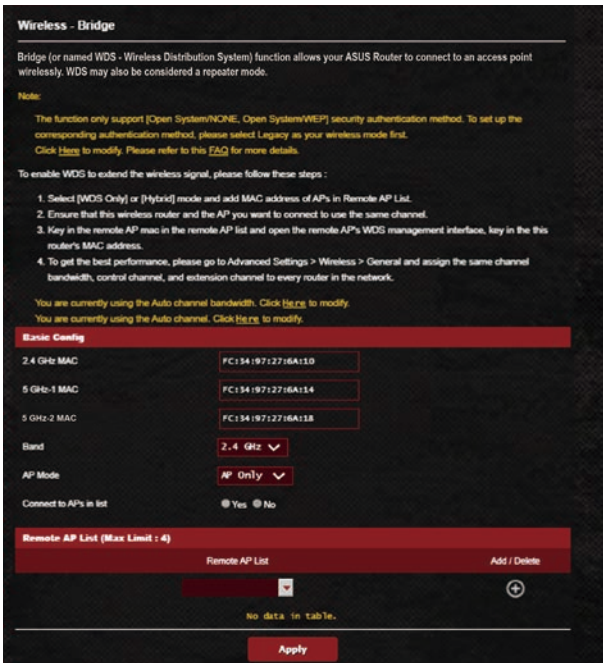 Wireless - Bridge
Bridge (or named WDS - Wireless Distribution System) function allows your ASUS Router to connect to an access point
wirelessly. WDS may also be considered a repeater mode.
Note:
The function only support [Open System/NONE, Open System/WEP] security authentication method. To set up the
corresponding authentication method, please select Legacy as your wireless mode first.
Click Here to modify. Please refer to this FAQ for more details.
To enable WDS to extend the wireless signal, please follow these steps :
1. Select [WDS Only] or [Hybrid] mode and add MAC address of APs in Remote AP List.
2. Ensure that this wireless router and the AP you want to connect to use the same channel.
3. Key in the remote AP mac in the remote AP list and open the remote AP's WDS management interface, key in the this
router's MAC address.
4. To get the best performance, please go to Advanced Settings > Wireless > General and assign the same channel
bandwidth, control channel, and extension channel to every router in the network.
You are currently using the Auto channel bandwidth. Click Here to modify.
You are currently using the Auto channel. Click Here to modify.
Basic Config
2.4 GHz MAC FC:34:97:27:6A:10
5 GHz-1 MAC FC:34:97:27:6A:14
5 GHz-2 MAC FC:34:97:27:6A:18
Band 2.4 GHz
AP Mode AP Only
Connect to APs in list Yes No
Remote AP List (Max Limit : 4)
Remote AP List Add / Delete
No data in table.
Apply